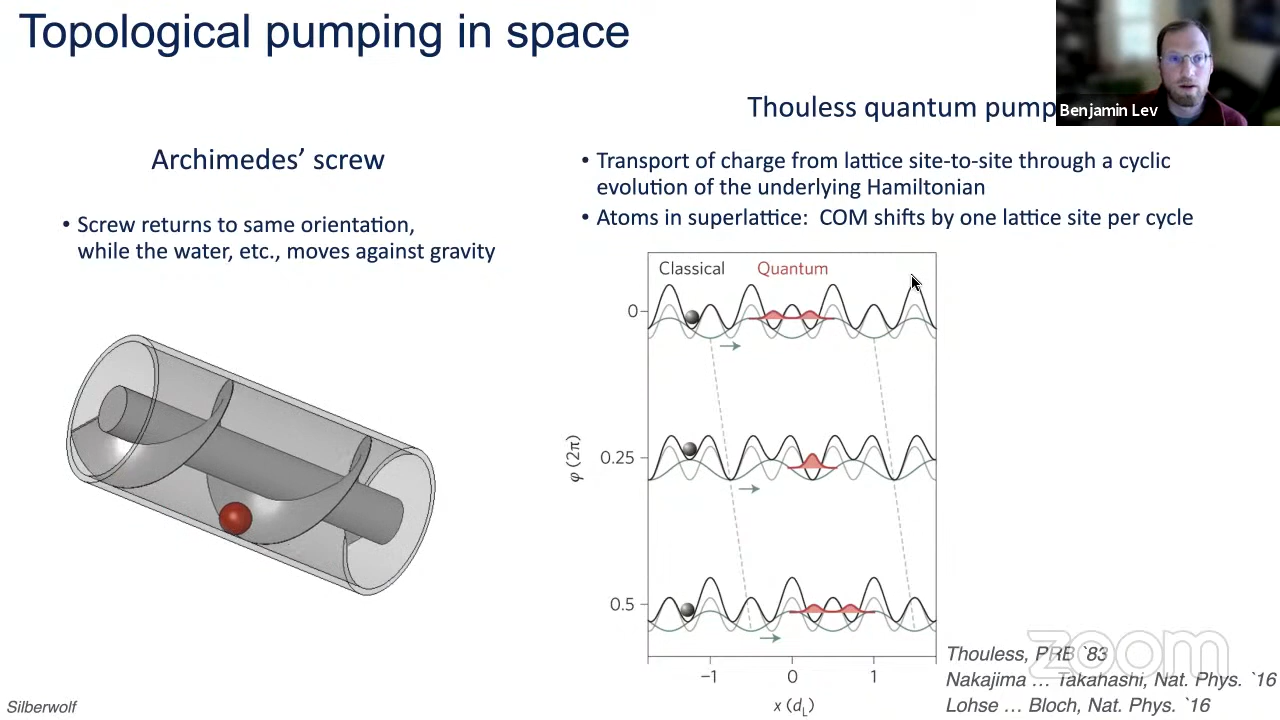 Topological pumping in space
Benjamin Lev
Thouless quantum pump
Archimedes’ screw
• Screw returns to same orientation,
while the water, etc., moves against gravity
• Transport of charge from lattice site-to-site through a cyclic
evolution of the underlying Hamiltonian
• Atoms in superlattice: COM shifts by one lattice site per cycle
Classical Quantum
0
0.25
0.5
φ (2π)
−1 0 1
x (d_L)
zoom
Thouless, PRB `83
Nakajima ... Takahashi, Nat. Phys. `16
Lohse ... Bloch, Nat. Phys. `16
Silberwolf